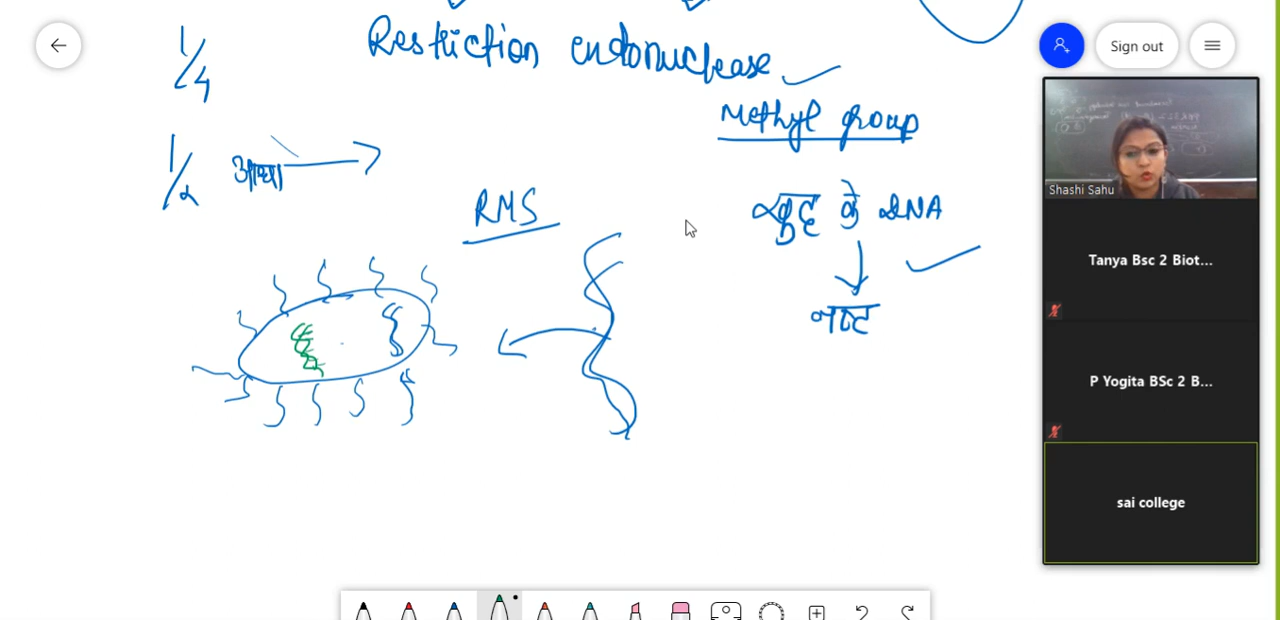 Restriction endonuclease
1/4
Methyl group
1/2 आधा
RMS
खुद के DNA
नष्ट
Sign out
Shashi Sahu
Tanya Bsc 2 Biot...
P Yogita BSc 2 B...
sai college